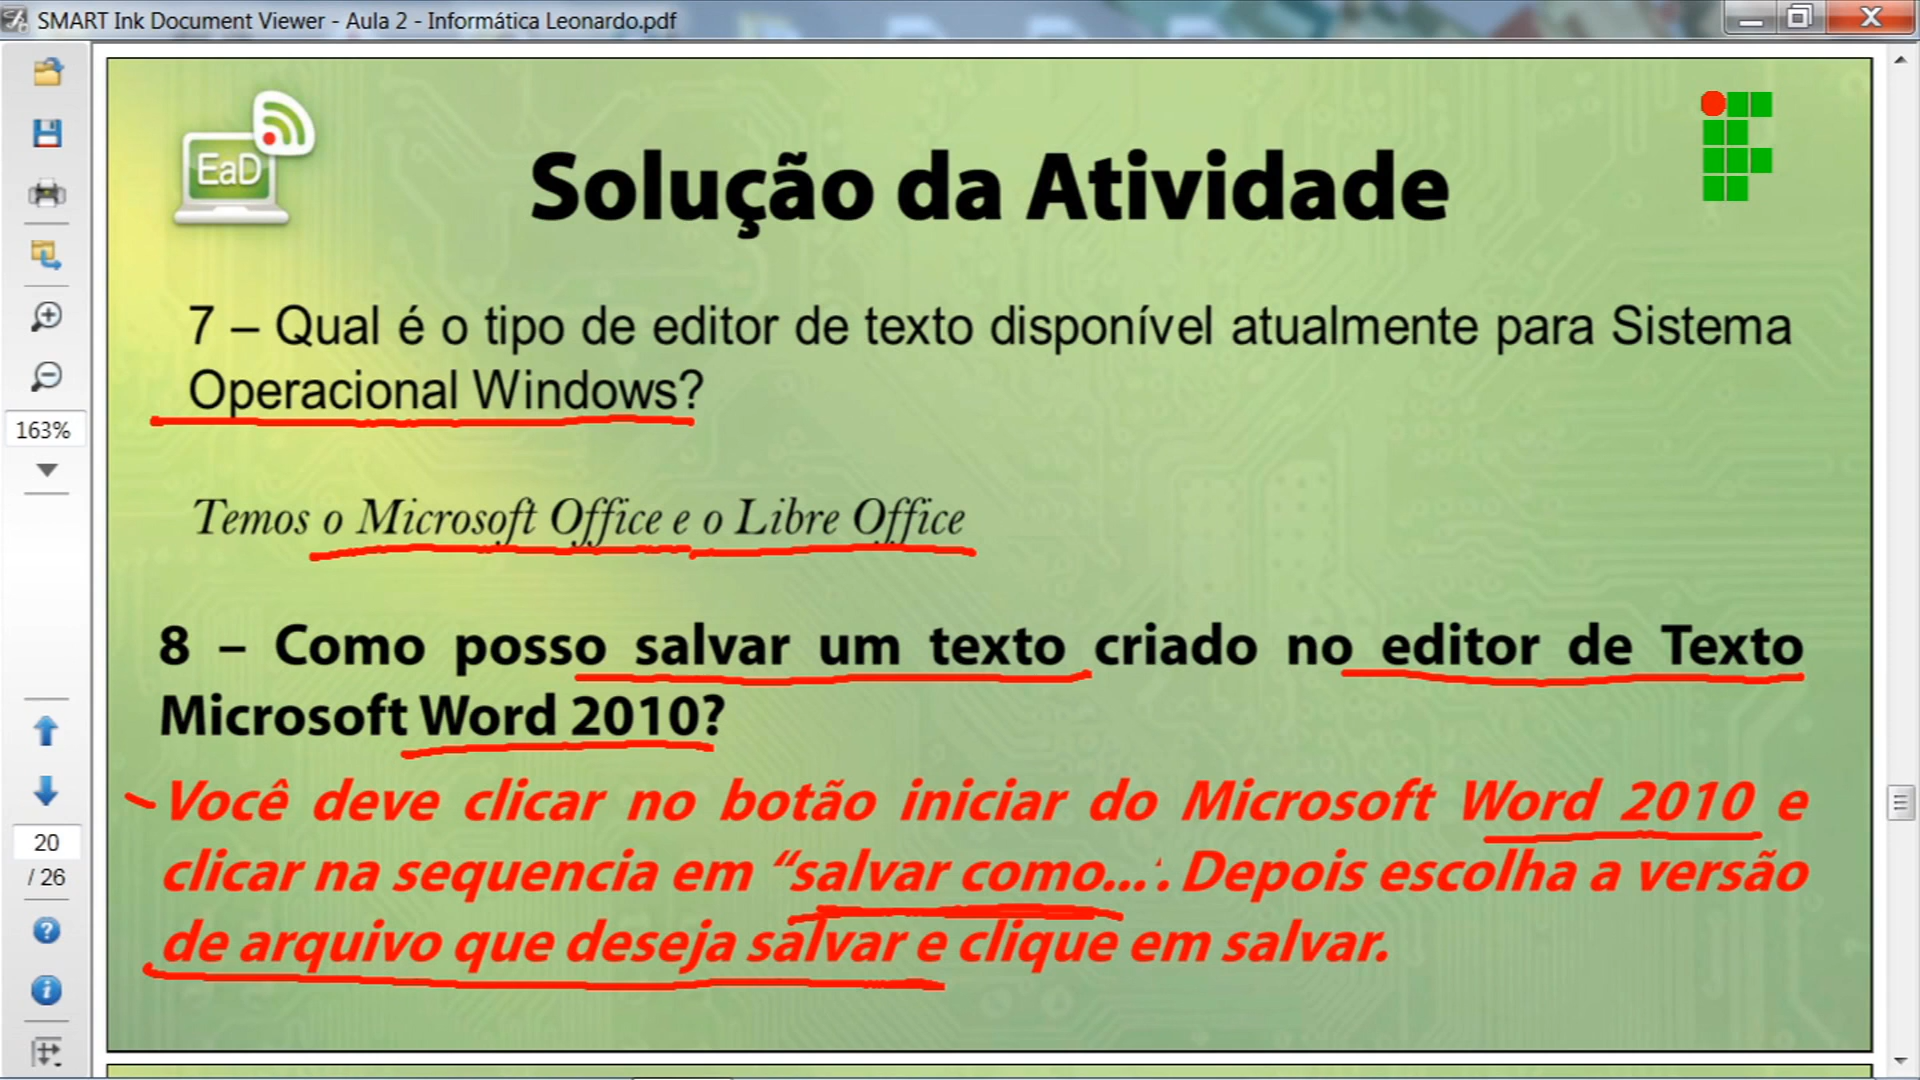 SMART Ink Document Viewer - Aula 2 - Informática Leonardo.pdf
EaD
Solução da Atividade
7 – Qual é o tipo de editor de texto disponível atualmente para Sistema
Operacional Windows?
163%
Temos o Microsoft Office e o Libre Office
8 – Como posso salvar um texto criado no editor de Texto
Microsoft Word 2010?
Você deve clicar no botão iniciar do Microsoft Word 2010 e
clicar na sequencia em “salvar como...‘. Depois escolha a versão
de arquivo que deseja salvar e clique em salvar.
20
/ 26